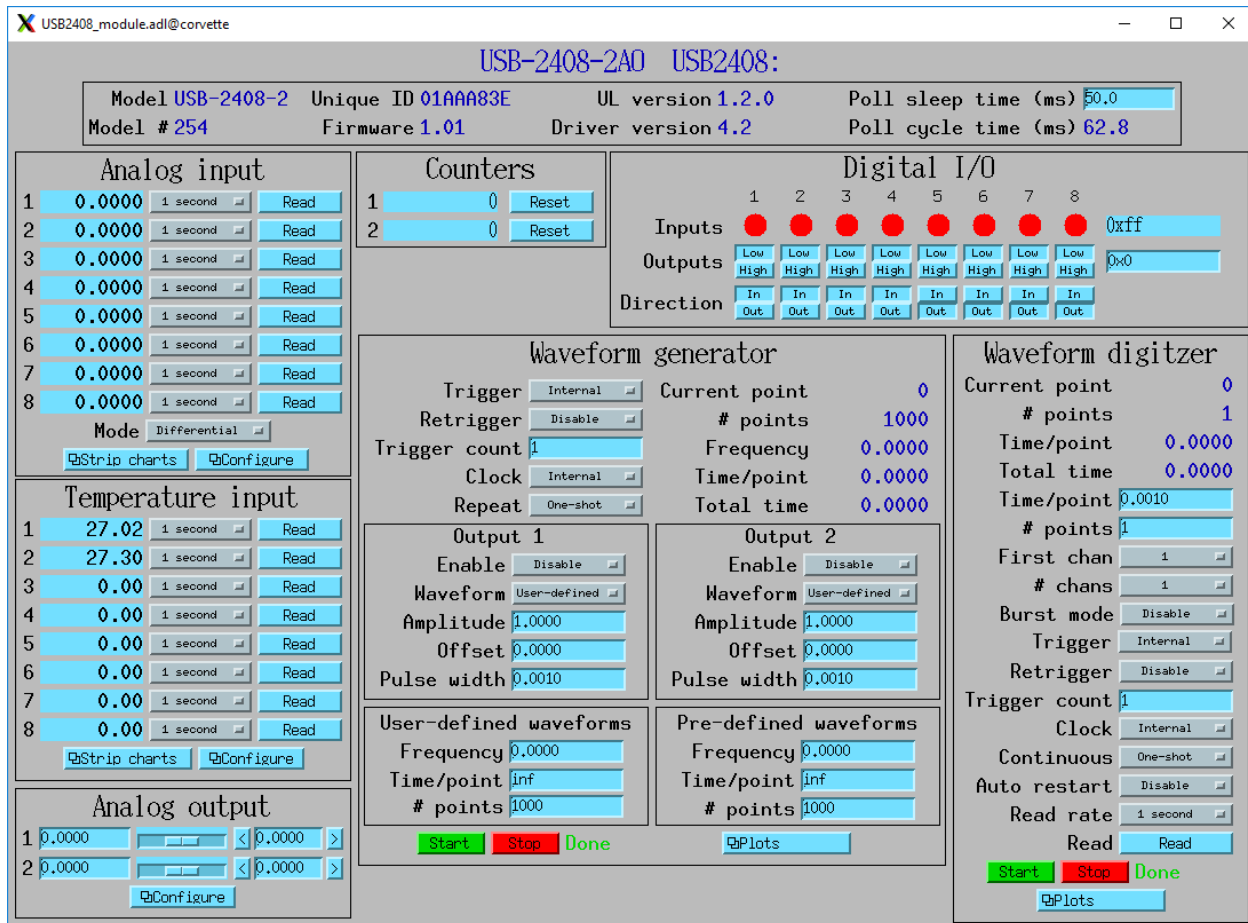 USB2408_module.adl@corvette
USB-2408-2AO USB2408:
Model USB-2408-2 Unique ID 01AAA83E UL version 1.2.0 Poll sleep time (ms) 50.0
Model # 254 Firmware 1.01 Driver version 4.2 Poll cycle time (ms) 62.8
Analog input
1 0.0000 1 second Read
2 0.0000 1 second Read
3 0.0000 1 second Read
4 0.0000 1 second Read
5 0.0000 1 second Read
6 0.0000 1 second Read
7 0.0000 1 second Read
8 0.0000 1 second Read
Mode Differential
Strip charts Configure
Temperature input
1 27.02 1 second Read
2 27.30 1 second Read
3 0.00 1 second Read
4 0.00 1 second Read
5 0.00 1 second Read
6 0.00 1 second Read
7 0.00 1 second Read
8 0.00 1 second Read
Strip charts Configure
Analog output
1 0.0000 < 0.0000 >
2 0.0000 < 0.0000 >
Configure
Counters
1 0 Reset
2 0 Reset
Digital I/O
1 2 3 4 5 6 7 8
Inputs 0xff
Low Low Low Low Low Low Low Low
Outputs 0x0
High High High High High High High High
In In In In In In In In
Direction
Out Out Out Out Out Out Out Out
Waveform generator
Trigger Internal Current point 0
Retrigger Disable # points 1000
Trigger count 1 Frequency 0.0000
Clock Internal Time/point 0.0000
Repeat One-shot Total time 0.0000
Output 1
Enable Disable
Waveform User-defined
Amplitude 1.0000
Offset 0.0000
Pulse width 0.0010
Output 2
Enable Disable
Waveform User-defined
Amplitude 1.0000
Offset 0.0000
Pulse width 0.0010
User-defined waveforms
Frequency 0.0000
Time/point inf
# points 1000
Pre-defined waveforms
Frequency 0.0000
Time/point inf
# points 1000
Start Stop Done Plots
Waveform digitzer
Current point 0
# points 1
Time/point 0.0000
Total time 0.0000
Time/point 0.0010
# points 1
First chan 1
# chans 1
Burst mode Disable
Trigger Internal
Retrigger Disable
Trigger count 1
Clock Internal
Continuous One-shot
Auto restart Disable
Read rate 1 second
Read Read
Start Stop Done
Plots